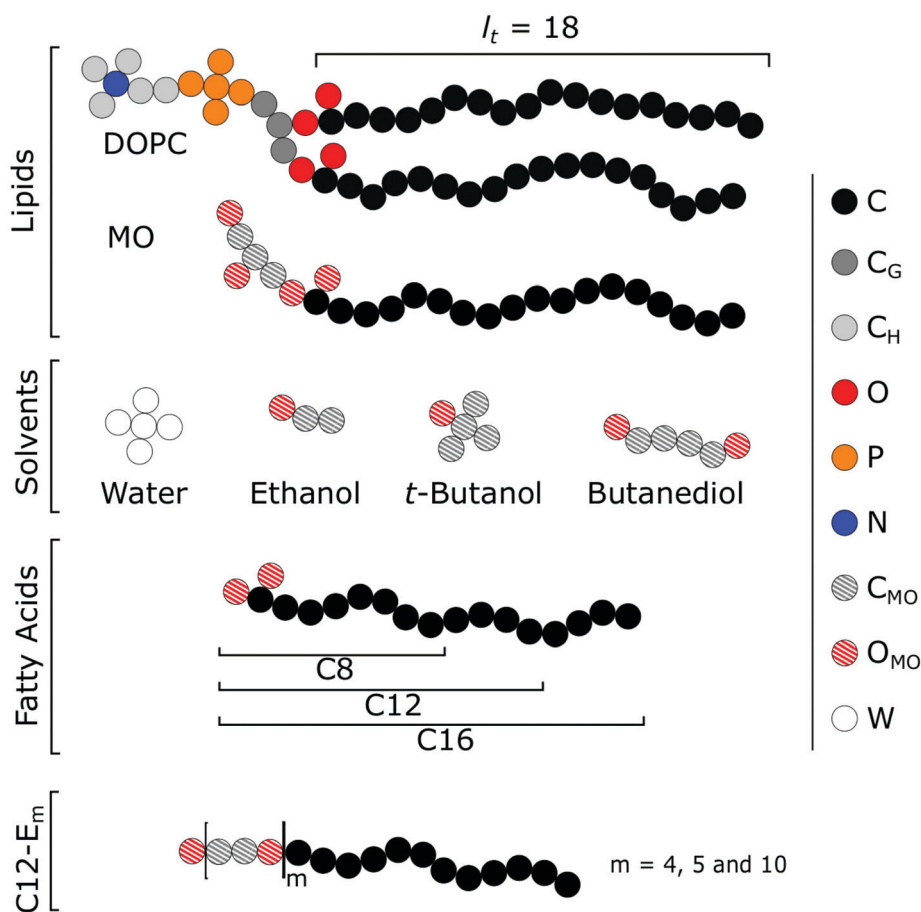 l_t = 18
Lipids
DOPC
MO
Solvents
Water
Ethanol
t-Butanol
Butanediol
Fatty Acids
C8
C12
C16
C12-E_m
m
m = 4, 5 and 10
C
C_G
C_H
O
P
N
C_MO
O_MO
W